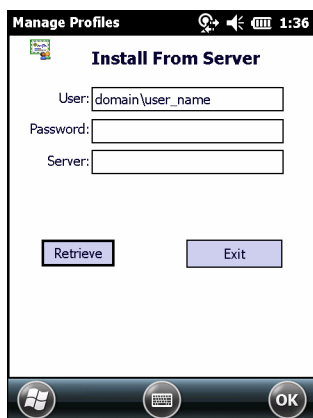 Manage Profiles 1:36
Install From Server
User: domain\user_name
Password:
Server:
Retrieve Exit
OK